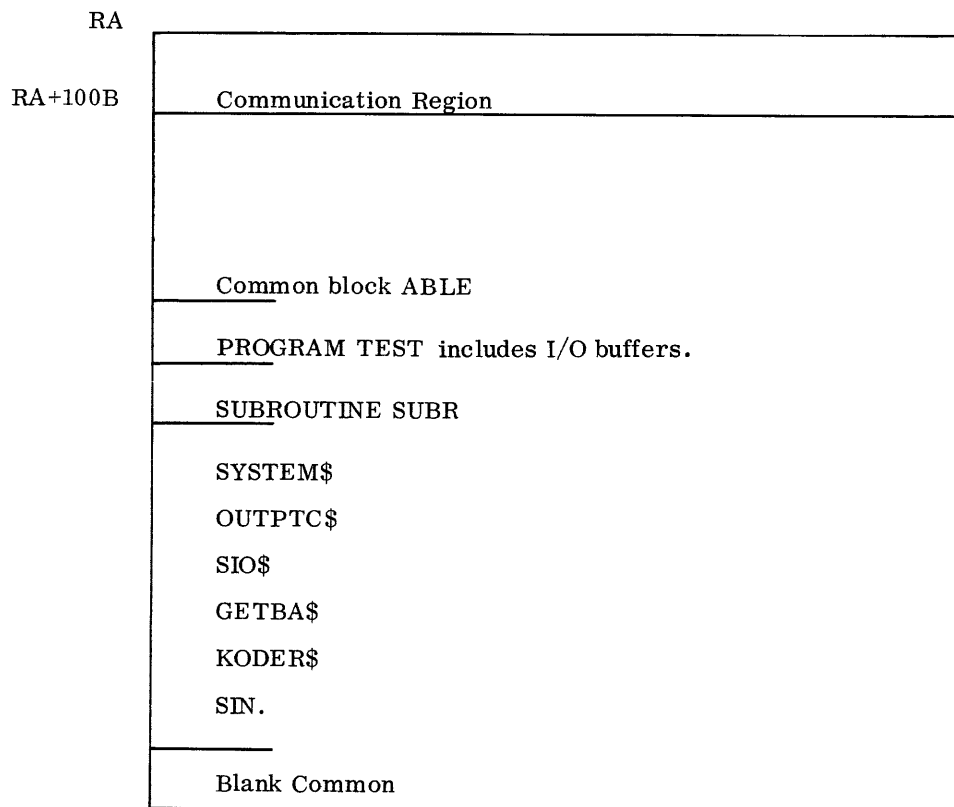 RA
RA+100B Communication Region
Common block ABLE
PROGRAM TEST includes I/O buffers.
SUBROUTINE SUBR
SYSTEM$
OUTPTC$
SIO$
GETBA$
KODER$
SIN.
Blank Common